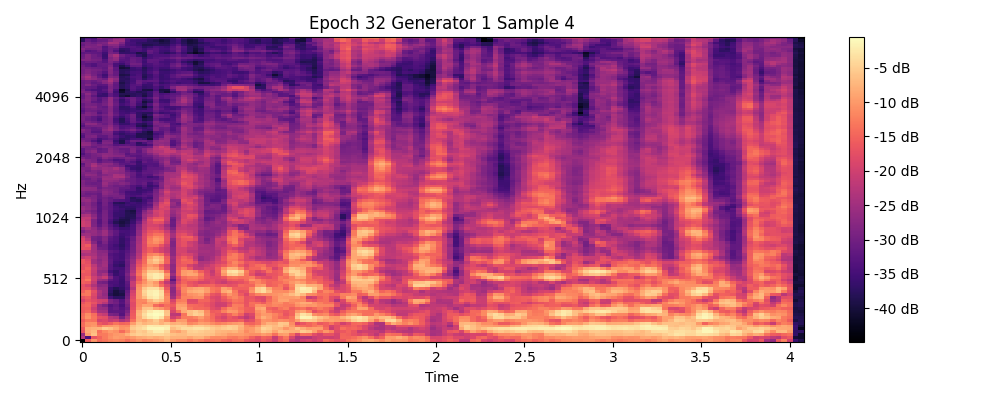 Epoch 32 Generator 1 Sample 4
Hz
4096
2048
1024
512
0
0
0.5
1
1.5
2
2.5
3
3.5
4
Time
-5 dB
-10 dB
-15 dB
-20 dB
-25 dB
-30 dB
-35 dB
-40 dB